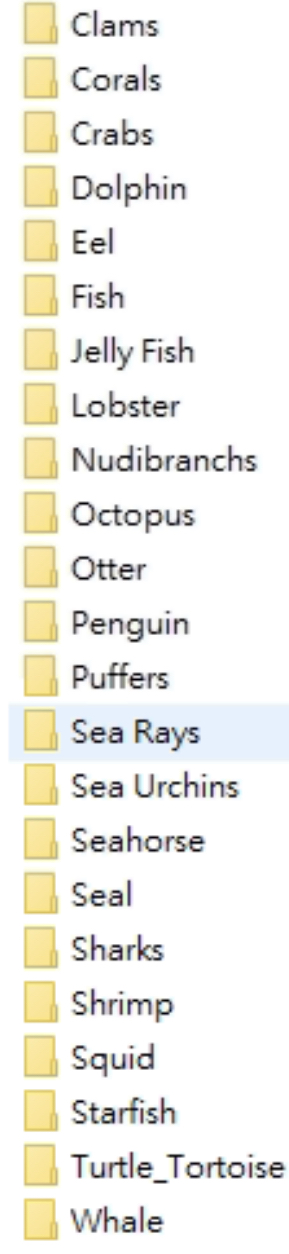 Clams
Corals
Crabs
Dolphin
Eel
Fish
Jelly Fish
Lobster
Nudibranchs
Octopus
Otter
Penguin
Puffers
Sea Rays
Sea Urchins
Seahorse
Seal
Sharks
Shrimp
Squid
Starfish
Turtle_Tortoise
Whale